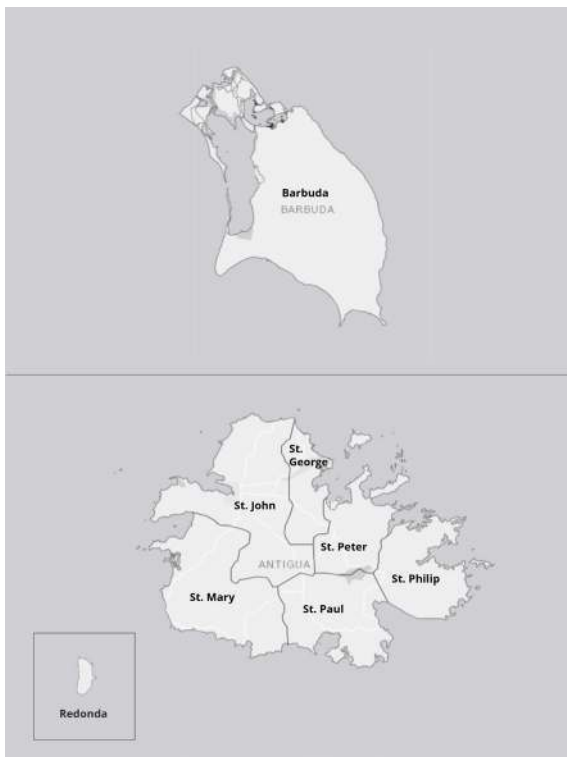 Barbuda
BARBUDA
St.
George
St. John
St. Peter
ANTIGUA
St. Philip
St. Mary
St. Paul
Redonda